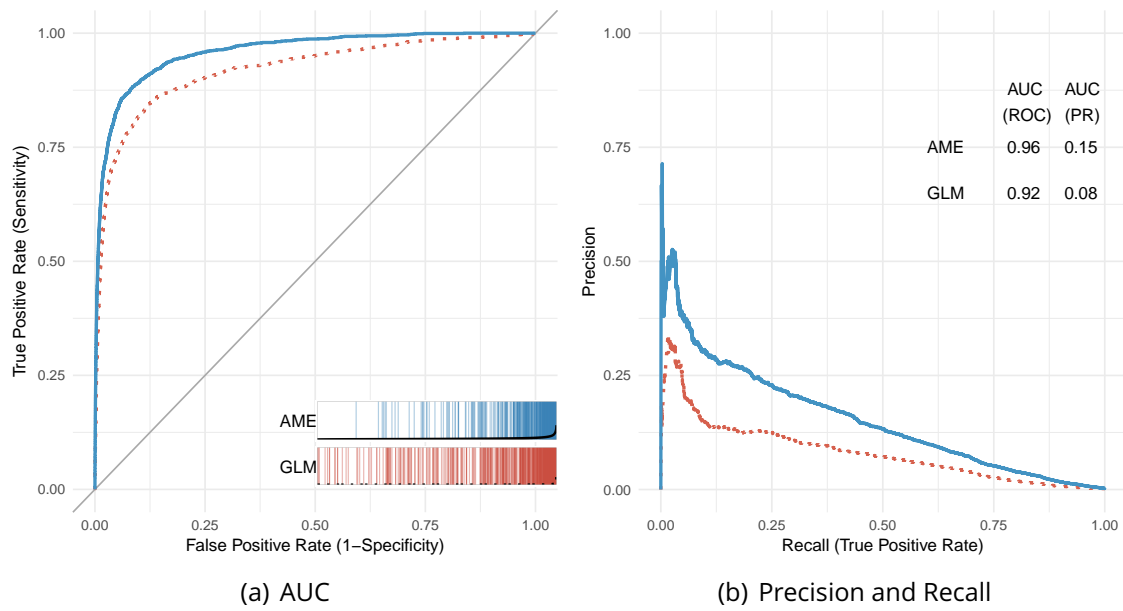 1.00
0.75
0.50
0.25
0.00
True Positive Rate (Sensitivity)
AME
GLM
0.00 0.25 0.50 0.75 1.00
False Positive Rate (1−Specificity)
(a) AUC
1.00
0.75
0.50
0.25
0.00
Precision
AUC AUC
(ROC) (PR)
AME 0.96 0.15
GLM 0.92 0.08
0.00 0.25 0.50 0.75 1.00
Recall (True Positive Rate)
(b) Precision and Recall